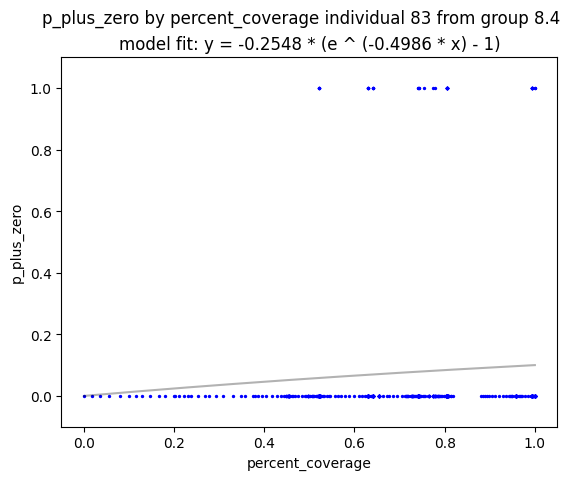 p_plus_zero by percent_coverage individual 83 from group 8.4
model fit: y = -0.2548 * (e ^ (-0.4986 * x) - 1)
1.0
0.8
0.6
0.4
0.2
0.0
p_plus_zero
0.0 0.2 0.4 0.6 0.8 1.0
percent_coverage